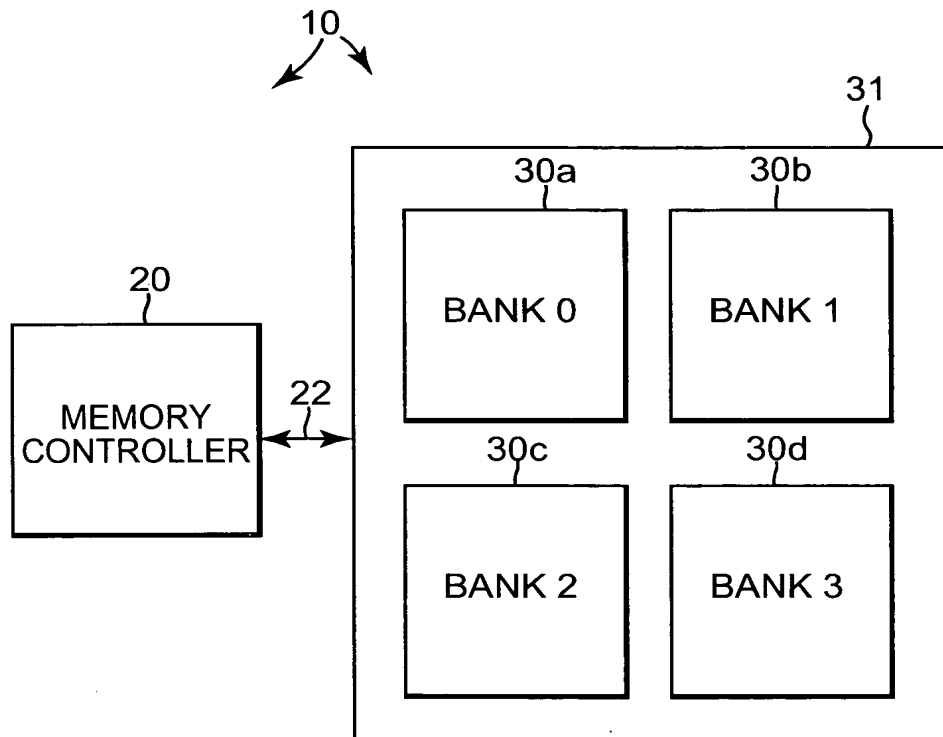 10
31
30a
30b
BANK 0
BANK 1
20
MEMORY
CONTROLLER
22
30c
30d
BANK 2
BANK 3